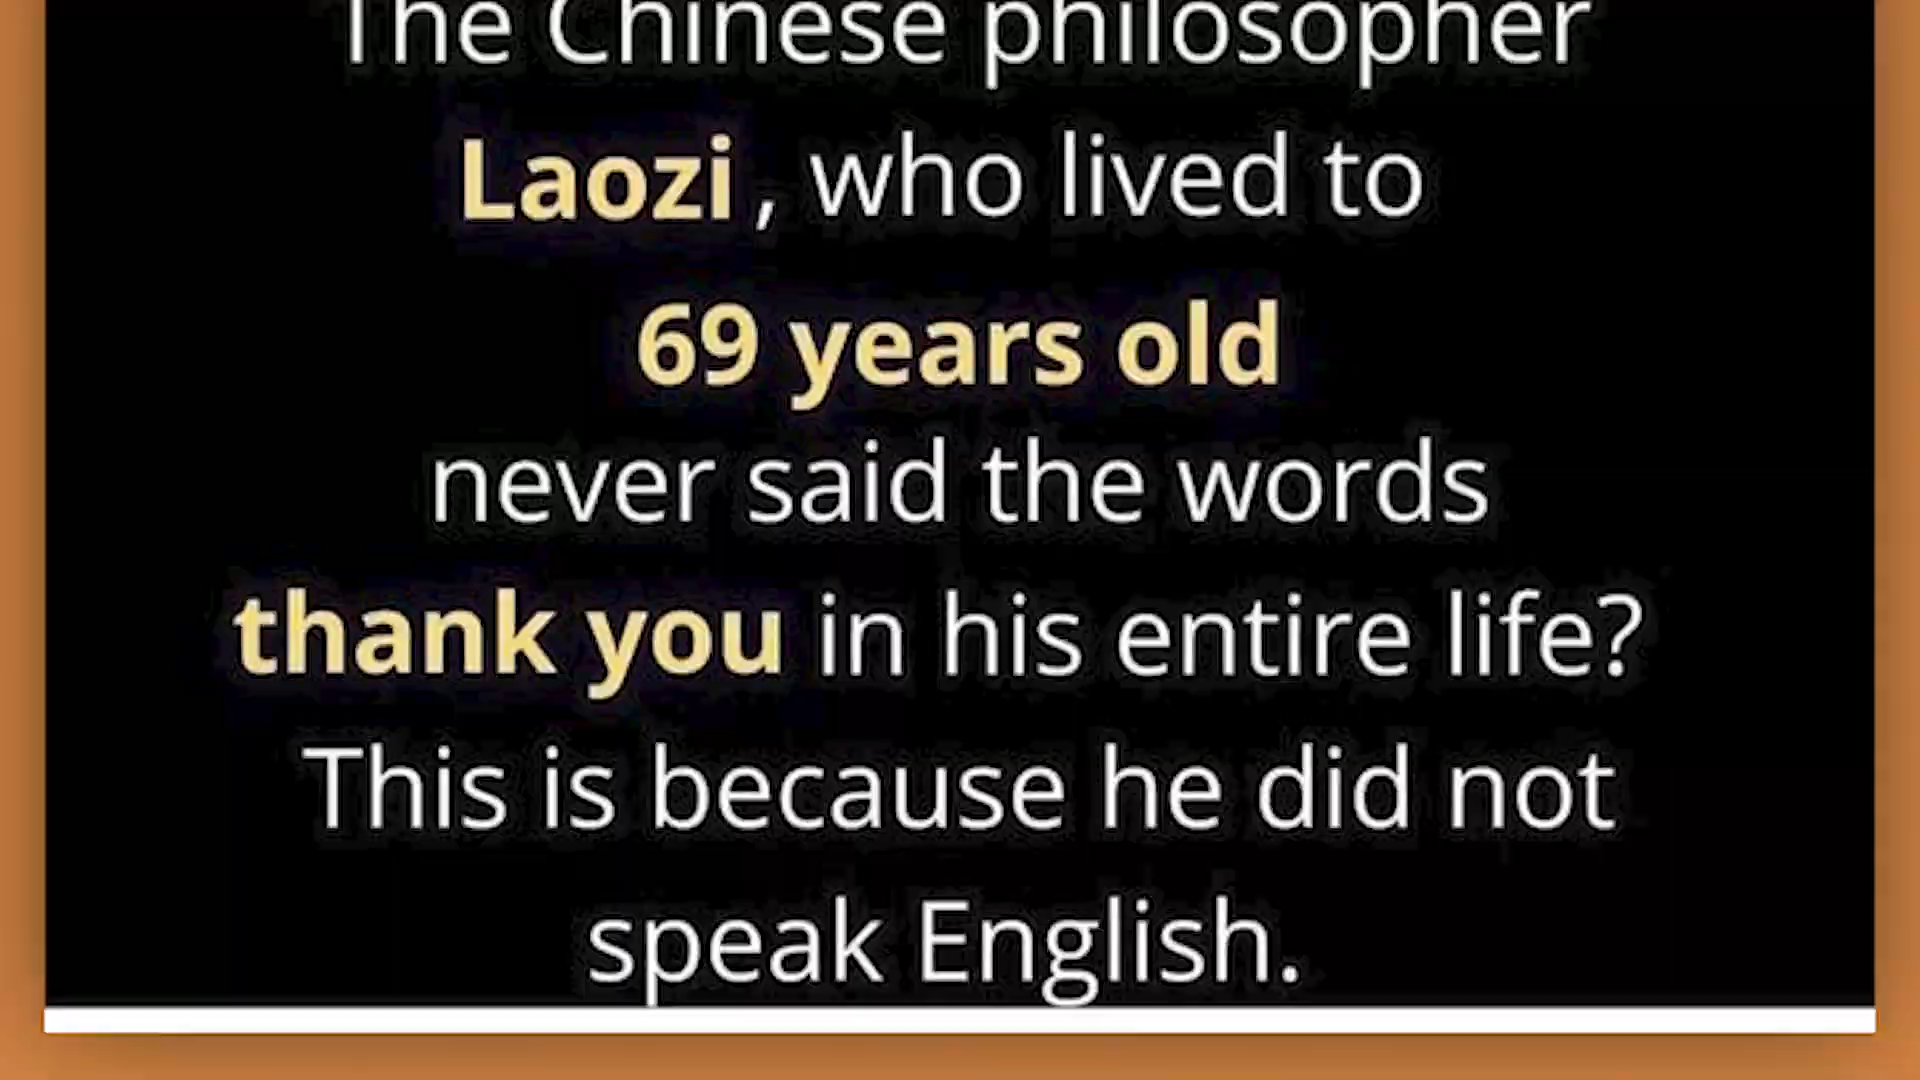 The Chinese philosopher
Laozi , who lived to
69 years old
never said the words
thank you in his entire life?
This is because he did not
speak English.